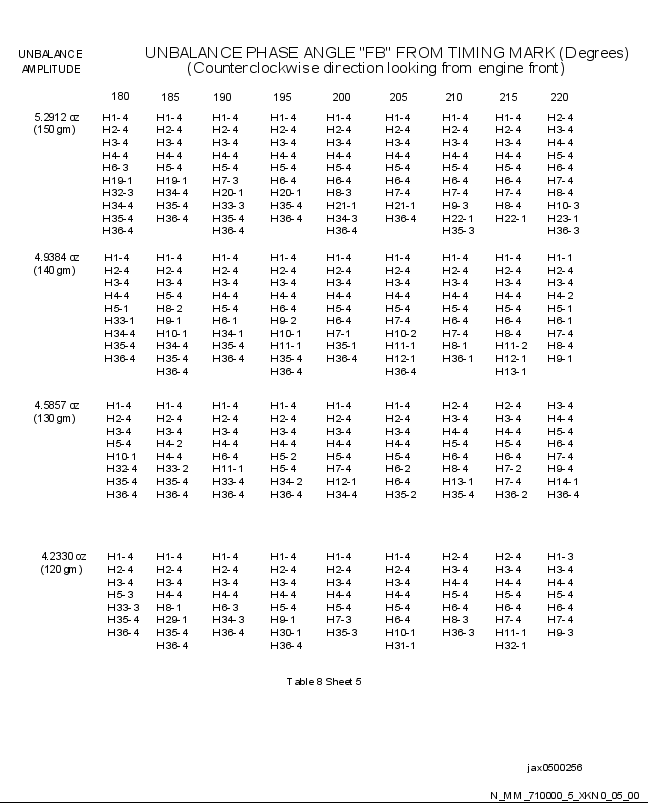 UNBALANCE AMPLITUDE
UNBALANCE PHASE ANGLE "FB" FROM TIMING MARK (Degrees)
(Counterclockwise direction looking from engine front)
180 185 190 195 200 205 210 215 220
5.2912 oz H1-4 H1-4 H1-4 H1-4 H1-4 H1-4 H1-4 H1-4 H2-4
(150 gm) H2-4 H2-4 H2-4 H2-4 H2-4 H2-4 H2-4 H2-4 H3-4
H3-4 H3-4 H3-4 H3-4 H3-4 H3-4 H3-4 H3-4 H4-4
H4-4 H4-4 H4-4 H4-4 H4-4 H4-4 H4-4 H4-4 H5-4
H6-3 H5-4 H5-4 H5-4 H5-4 H5-4 H5-4 H5-4 H6-4
H19-1 H19-1 H7-3 H6-4 H6-4 H6-4 H6-4 H6-4 H7-4
H32-3 H34-4 H20-1 H20-1 H8-3 H7-4 H7-4 H7-4 H8-4
H34-4 H35-4 H33-3 H35-4 H21-1 H21-1 H9-3 H8-4 H10-3
H35-4 H36-4 H35-4 H36-4 H34-3 H36-4 H22-1 H22-1 H23-1
H36-4 H36-4 H36-4 H35-3 H36-3
4.9384 oz H1-4 H1-4 H1-4 H1-4 H1-4 H1-4 H1-4 H1-4 H1-1
(140 gm) H2-4 H2-4 H2-4 H2-4 H2-4 H2-4 H2-4 H2-4 H2-4
H3-4 H3-4 H3-4 H3-4 H3-4 H3-4 H3-4 H3-4 H3-4
H4-4 H5-4 H4-4 H4-4 H4-4 H4-4 H4-4 H4-4 H4-2
H5-1 H8-2 H5-4 H6-4 H5-4 H5-4 H5-4 H5-4 H5-1
H33-1 H9-1 H6-1 H9-2 H6-4 H7-4 H6-4 H6-4 H6-1
H34-4 H10-1 H34-1 H10-1 H7-1 H10-2 H7-4 H8-4 H7-4
H35-4 H34-4 H35-4 H11-1 H35-1 H11-1 H8-1 H11-2 H8-4
H36-4 H35-4 H36-4 H35-4 H36-4 H12-1 H36-1 H12-1 H9-1
H36-4 H36-4 H36-4 H13-1
4.5857 oz H1-4 H1-4 H1-4 H1-4 H1-4 H1-4 H2-4 H2-4 H3-4
(130 gm) H2-4 H2-4 H2-4 H2-4 H2-4 H2-4 H3-4 H3-4 H4-4
H3-4 H3-4 H3-4 H3-4 H3-4 H3-4 H4-4 H4-4 H5-4
H5-4 H4-2 H4-4 H4-4 H4-4 H4-4 H5-4 H5-4 H6-4
H10-1 H4-4 H6-4 H5-2 H5-4 H5-4 H6-4 H6-4 H7-4
H32-4 H33-2 H11-1 H5-4 H7-4 H6-2 H8-4 H7-2 H9-4
H35-4 H35-4 H33-4 H34-2 H12-1 H6-4 H13-1 H7-4 H14-1
H36-4 H36-4 H36-4 H36-4 H34-4 H35-2 H35-4 H36-2 H36-4
4.2330 oz H1-4 H1-4 H1-4 H1-4 H1-4 H1-4 H2-4 H2-4 H1-3
(120 gm) H2-4 H2-4 H2-4 H2-4 H2-4 H2-4 H3-4 H3-4 H3-4
H3-4 H3-4 H3-4 H3-4 H3-4 H3-4 H4-4 H4-4 H4-4
H5-3 H4-4 H4-4 H4-4 H4-4 H4-4 H5-4 H5-4 H5-4
H33-3 H8-1 H6-3 H5-4 H5-4 H5-4 H6-4 H6-4 H6-4
H35-4 H29-1 H34-3 H9-1 H7-3 H6-4 H8-3 H7-4 H7-4
H36-4 H35-4 H36-4 H30-1 H35-3 H10-1 H36-3 H11-1 H9-3
H36-4 H36-4 H31-1 H32-1
Table 8 Sheet 5
jax0500256
N_MM_710000_5_XKN0_05_00